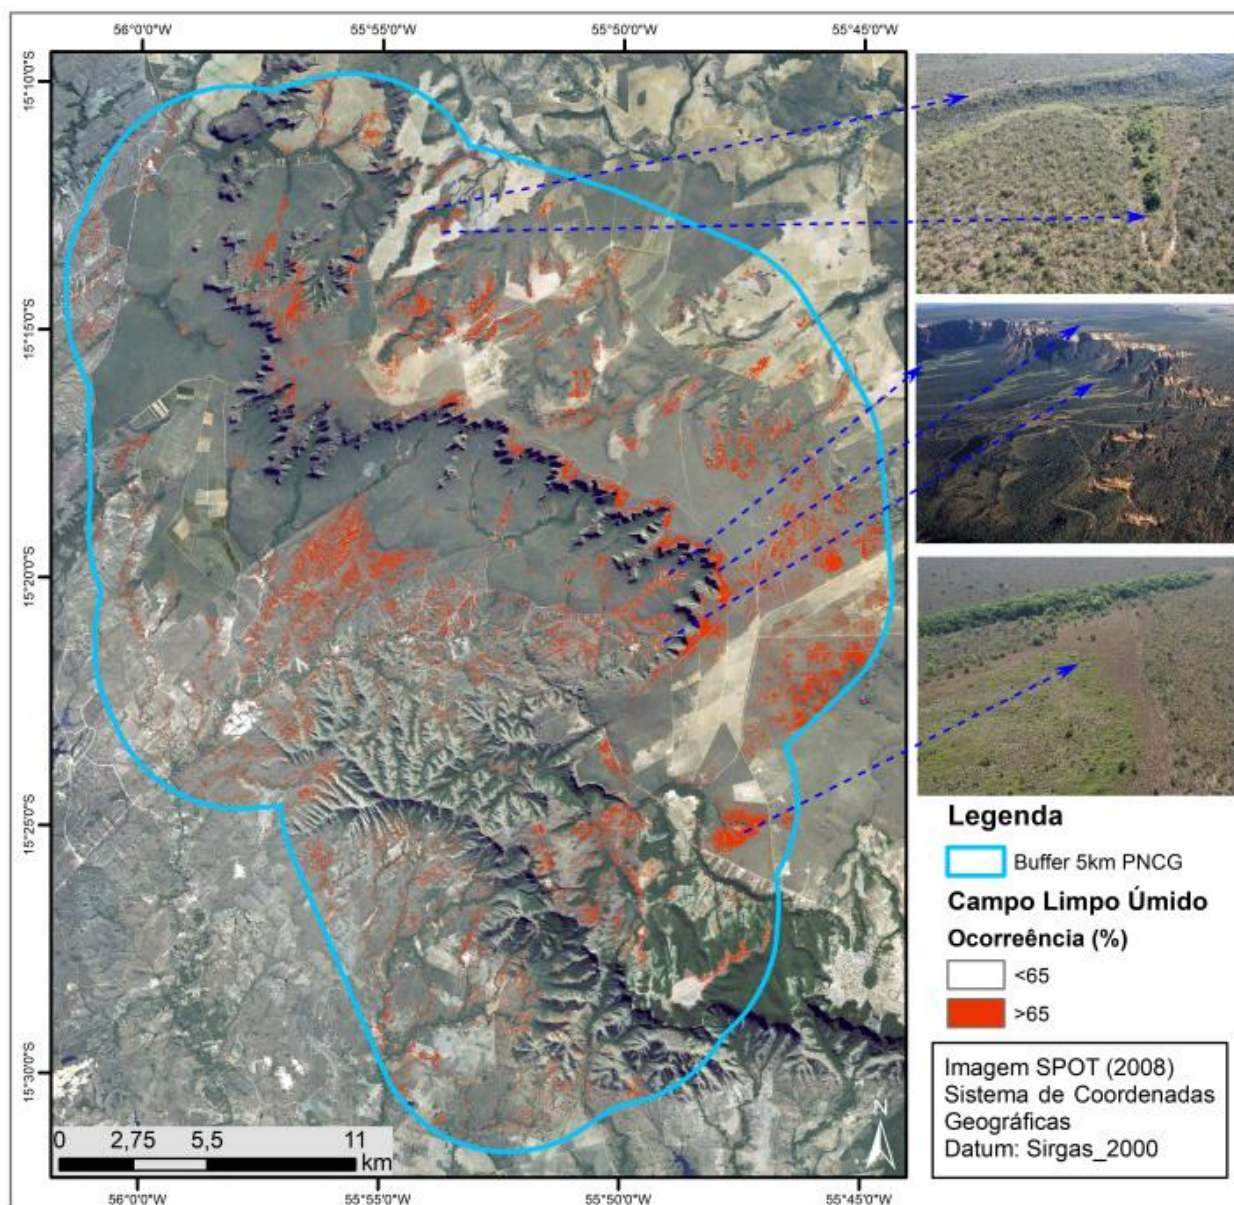 56°0'0"W 55°55'0"W 55°50'0"W 55°45'0"W
15°10'0"S
15°15'0"S
15°20'0"S
15°25'0"S
15°30'0"S
Legenda
Buffer 5km PNCG
Campo Limpo Úmido
Ocorreência (%)
<65
>65
Imagem SPOT (2008)
Sistema de Coordenadas
Geográficas
Datum: Sirgas_2000
N
0 2,75 5,5 11
km
56°0'0"W 55°55'0"W 55°50'0"W 55°45'0"W